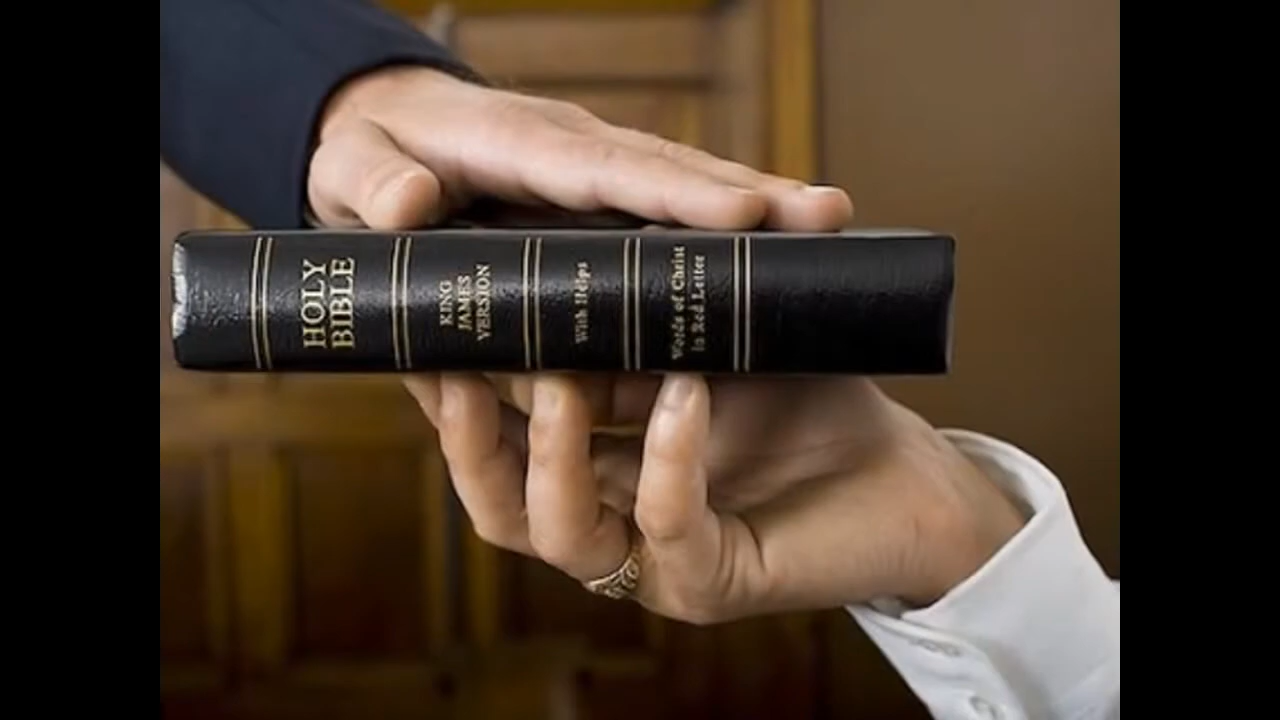 HOLY
BIBLE
KING
JAMES
VERSION
With Helps
Words of Christ
in Red Letter